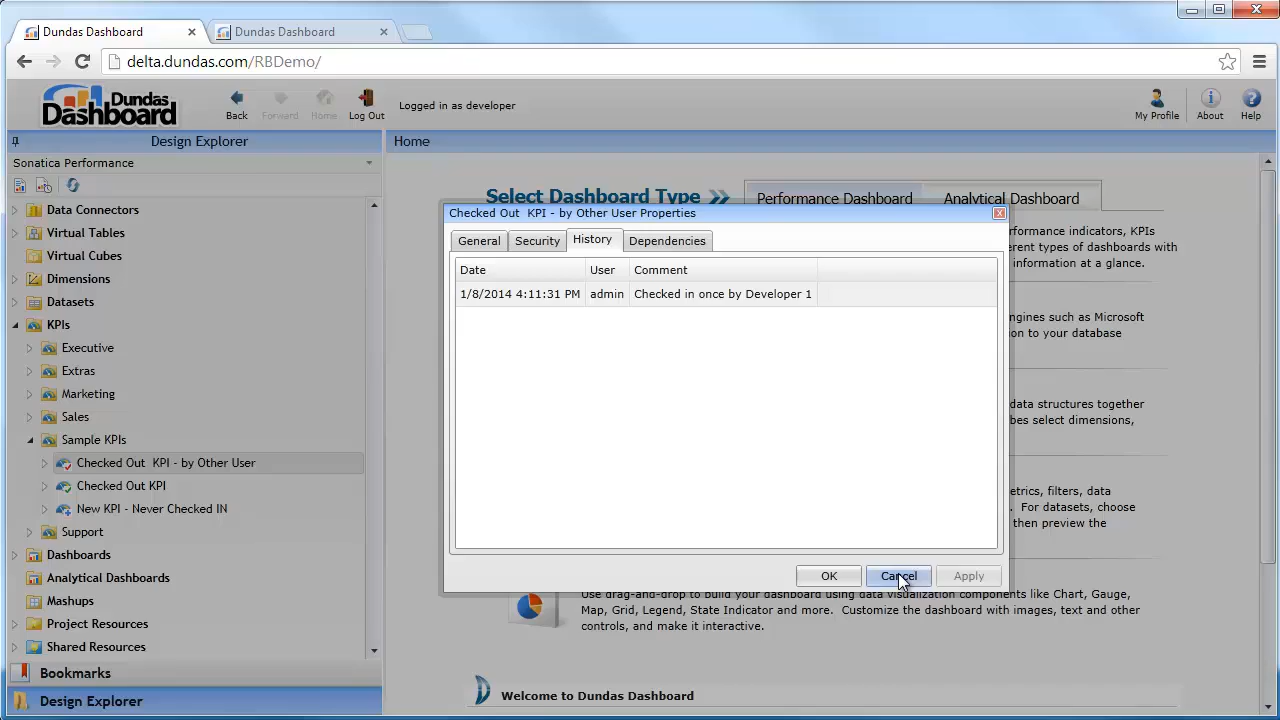 Dundas Dashboard
Dundas Dashboard
delta.dundas.com/RBDemo/
Dundas
Dashboard
Back
Forward
Home
Log Out
Logged in as developer
My Profile
About
Help
Design Explorer
Home
Sonatica Performance
Data Connectors
Virtual Tables
Virtual Cubes
Dimensions
Datasets
KPIs
Executive
Extras
Marketing
Sales
Sample KPIs
Checked Out  KPI - by Other User
Checked Out KPI
New KPI - Never Checked IN
Support
Dashboards
Analytical Dashboards
Mashups
Project Resources
Shared Resources
Bookmarks
Design Explorer
Select Dashboard Type
Performance Dashboard
Analytical Dashboard
Checked Out  KPI - by Other User Properties
General
Security
History
Dependencies
Date User Comment
1/8/2014 4:11:31 PM admin Checked in once by Developer 1
OK
Cancel
Apply
rformance indicators, KPIs
erent types of dashboards with
information at a glance.
ngines such as Microsoft
on to your database
data structures together
bes select dimensions,
etrics, filters, data
For datasets, choose
then preview the
Use drag-and-drop to build your dashboard using data visualization components like Chart, Gauge,
Map, Grid, Legend, State Indicator and more.  Customize the dashboard with images, text and other
controls, and make it interactive.
Welcome to Dundas Dashboard